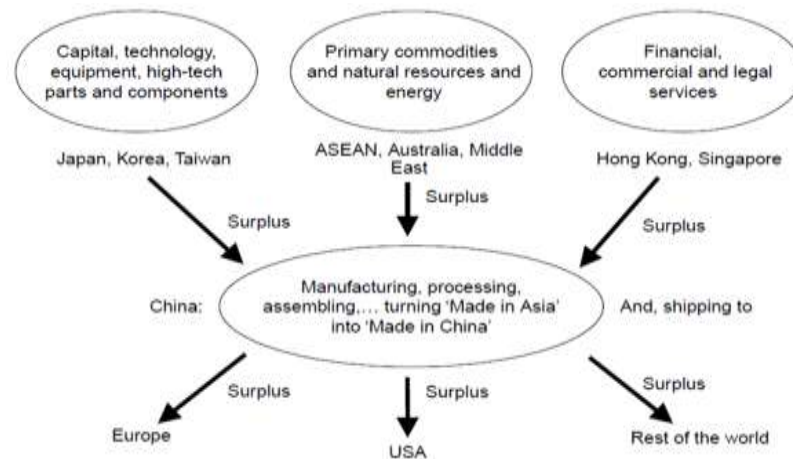 Capital, technology,
equipment, high-tech
parts and components
Primary commodities
and natural resources and
energy
Financial,
commercial and legal
services
Japan, Korea, Taiwan
ASEAN, Australia, Middle
East
Hong Kong, Singapore
Surplus
Surplus
Surplus
China:
Manufacturing, processing,
assembling,... turning 'Made in Asia'
into 'Made in China'
And, shipping to
Surplus
Surplus
Surplus
Europe
USA
Rest of the world